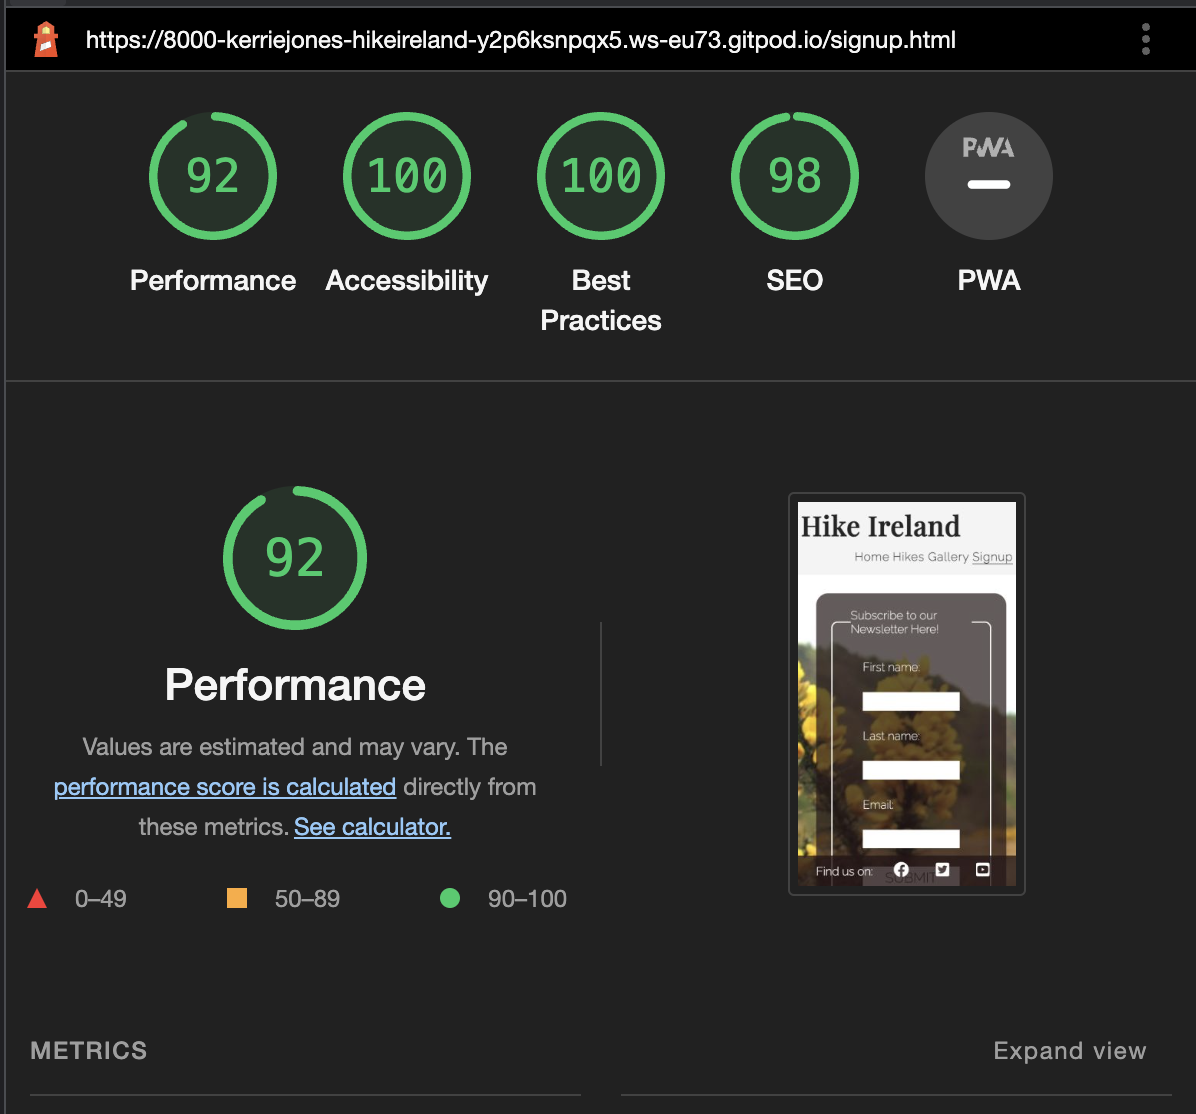 https://8000-kerriejones-hikeireland-y2p6ksnpqx5.ws-eu73.gitpod.io/signup.html
92
100
100
98
PWA
Performance
Accessibility
Best
Practices
SEO
PWA
92
Performance
Values are estimated and may vary. The
performance score is calculated directly from
these metrics. See calculator.
0–49
50–89
90–100
Hike Ireland
Home Hikes Gallery Signup
Subscribe to our
Newsletter Here!
First name:
Last name:
Email:
SUBMIT
Find us on:
METRICS
Expand view